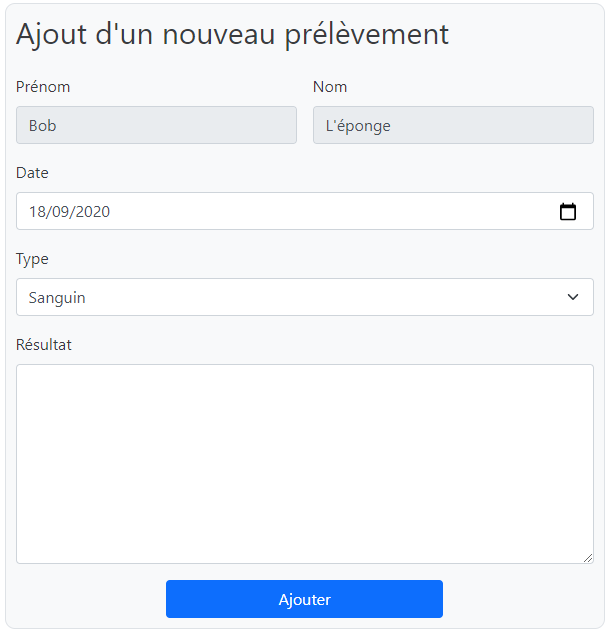 Ajout d'un nouveau prélèvement
Prénom Nom
Bob L'éponge
Date
18/09/2020
Type
Sanguin
Résultat
Ajouter